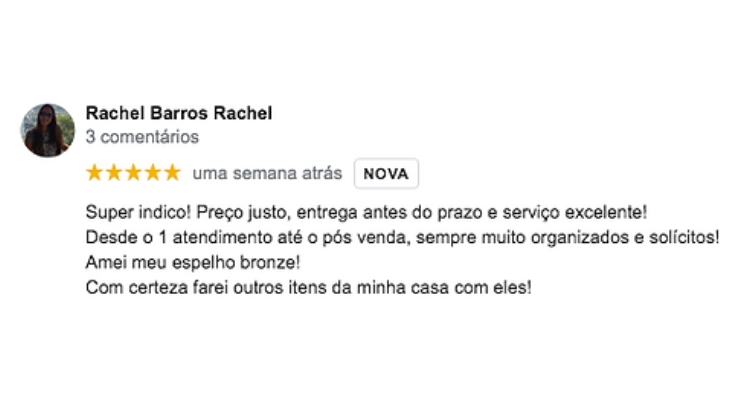 Rachel Barros Rachel
3 comentários
uma semana atrás NOVA
Super indico! Preço justo, entrega antes do prazo e serviço excelente!
Desde o 1 atendimento até o pós venda, sempre muito organizados e solícitos!
Amei meu espelho bronze!
Com certeza farei outros itens da minha casa com eles!